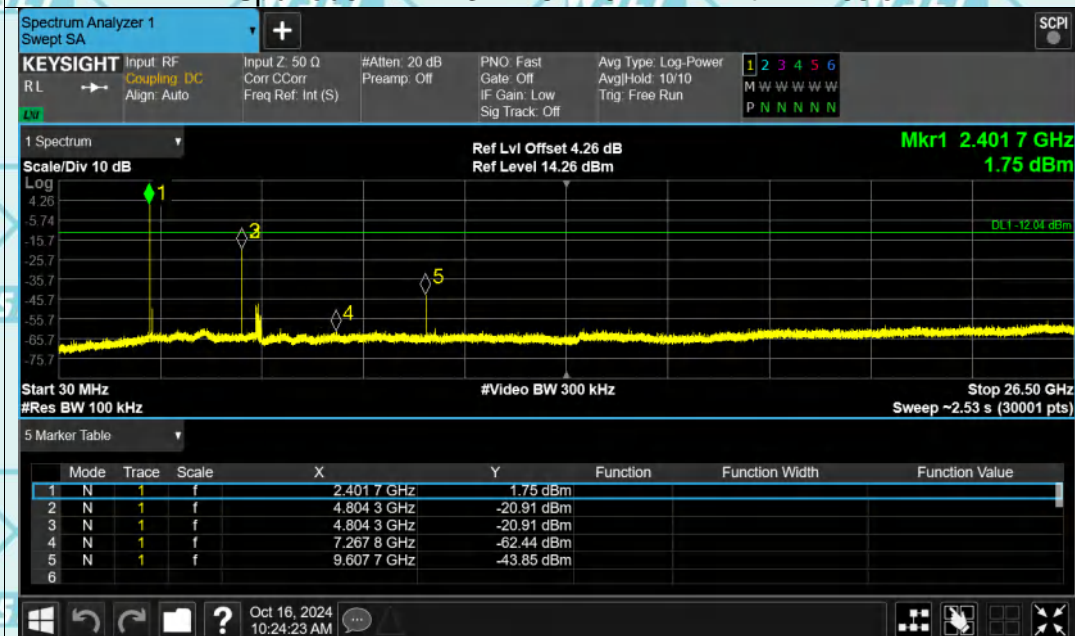 Spectrum Analyzer 1
Swept SA
+
SCPI
KEYSIGHT
RL
LNI
Input: RF
Coupling: DC
Align: Auto
Input Z: 50 Ω
Corr CCorr
Freq Ref: Int (S)
#Atten: 20 dB
Preamp: Off
PNO: Fast
Gate: Off
IF Gain: Low
Sig Track: Off
Avg Type: Log-Power
Avg|Hold: 10/10
Trig: Free Run
1 2 3 4 5 6
M W W W W W W
P N N N N N N
1 Spectrum
Scale/Div 10 dB
Ref Lvl Offset 4.26 dB
Ref Level 14.26 dBm
Mkr1 2.401 7 GHz
1.75 dBm
Log
4.26
-5.74
-15.7
-25.7
-35.7
-45.7
-55.7
-65.7
-75.7
1
4
5
DL1 -12.04 dBm
Start 30 MHz
#Video BW 300 kHz
Stop 26.50 GHz
#Res BW 100 kHz
Sweep ~2.53 s (30001 pts)
5 Marker Table
Mode Trace Scale X Y Function Function Width Function Value
1 N 1 f 2.401 7 GHz 1.75 dBm
2 N 1 f 4.804 3 GHz -20.91 dBm
3 N 1 f 4.804 3 GHz -20.91 dBm
4 N 1 f 7.267 8 GHz -62.44 dBm
5 N 1 f 9.607 7 GHz -43.85 dBm
6
?
Oct 16, 2024
10:24:23 AM